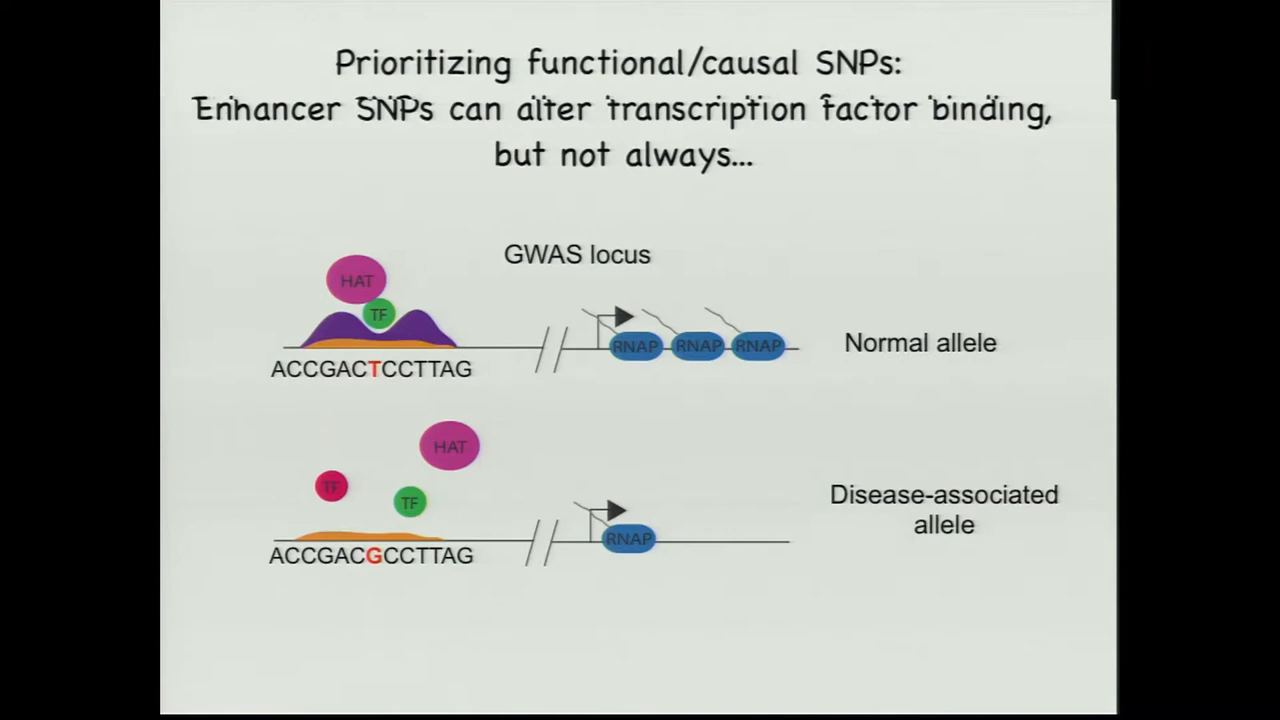 Prioritizing functional/causal SNPs:
Enhancer SNPs can alter transcription factor binding,
but not always...
GWAS locus
HAT
TF
RNAP RNAP RNAP
Normal allele
ACCGACTCCTTAG
HAT
TF
TF
Disease-associated
allele
RNAP
ACCGACGCCTTAG